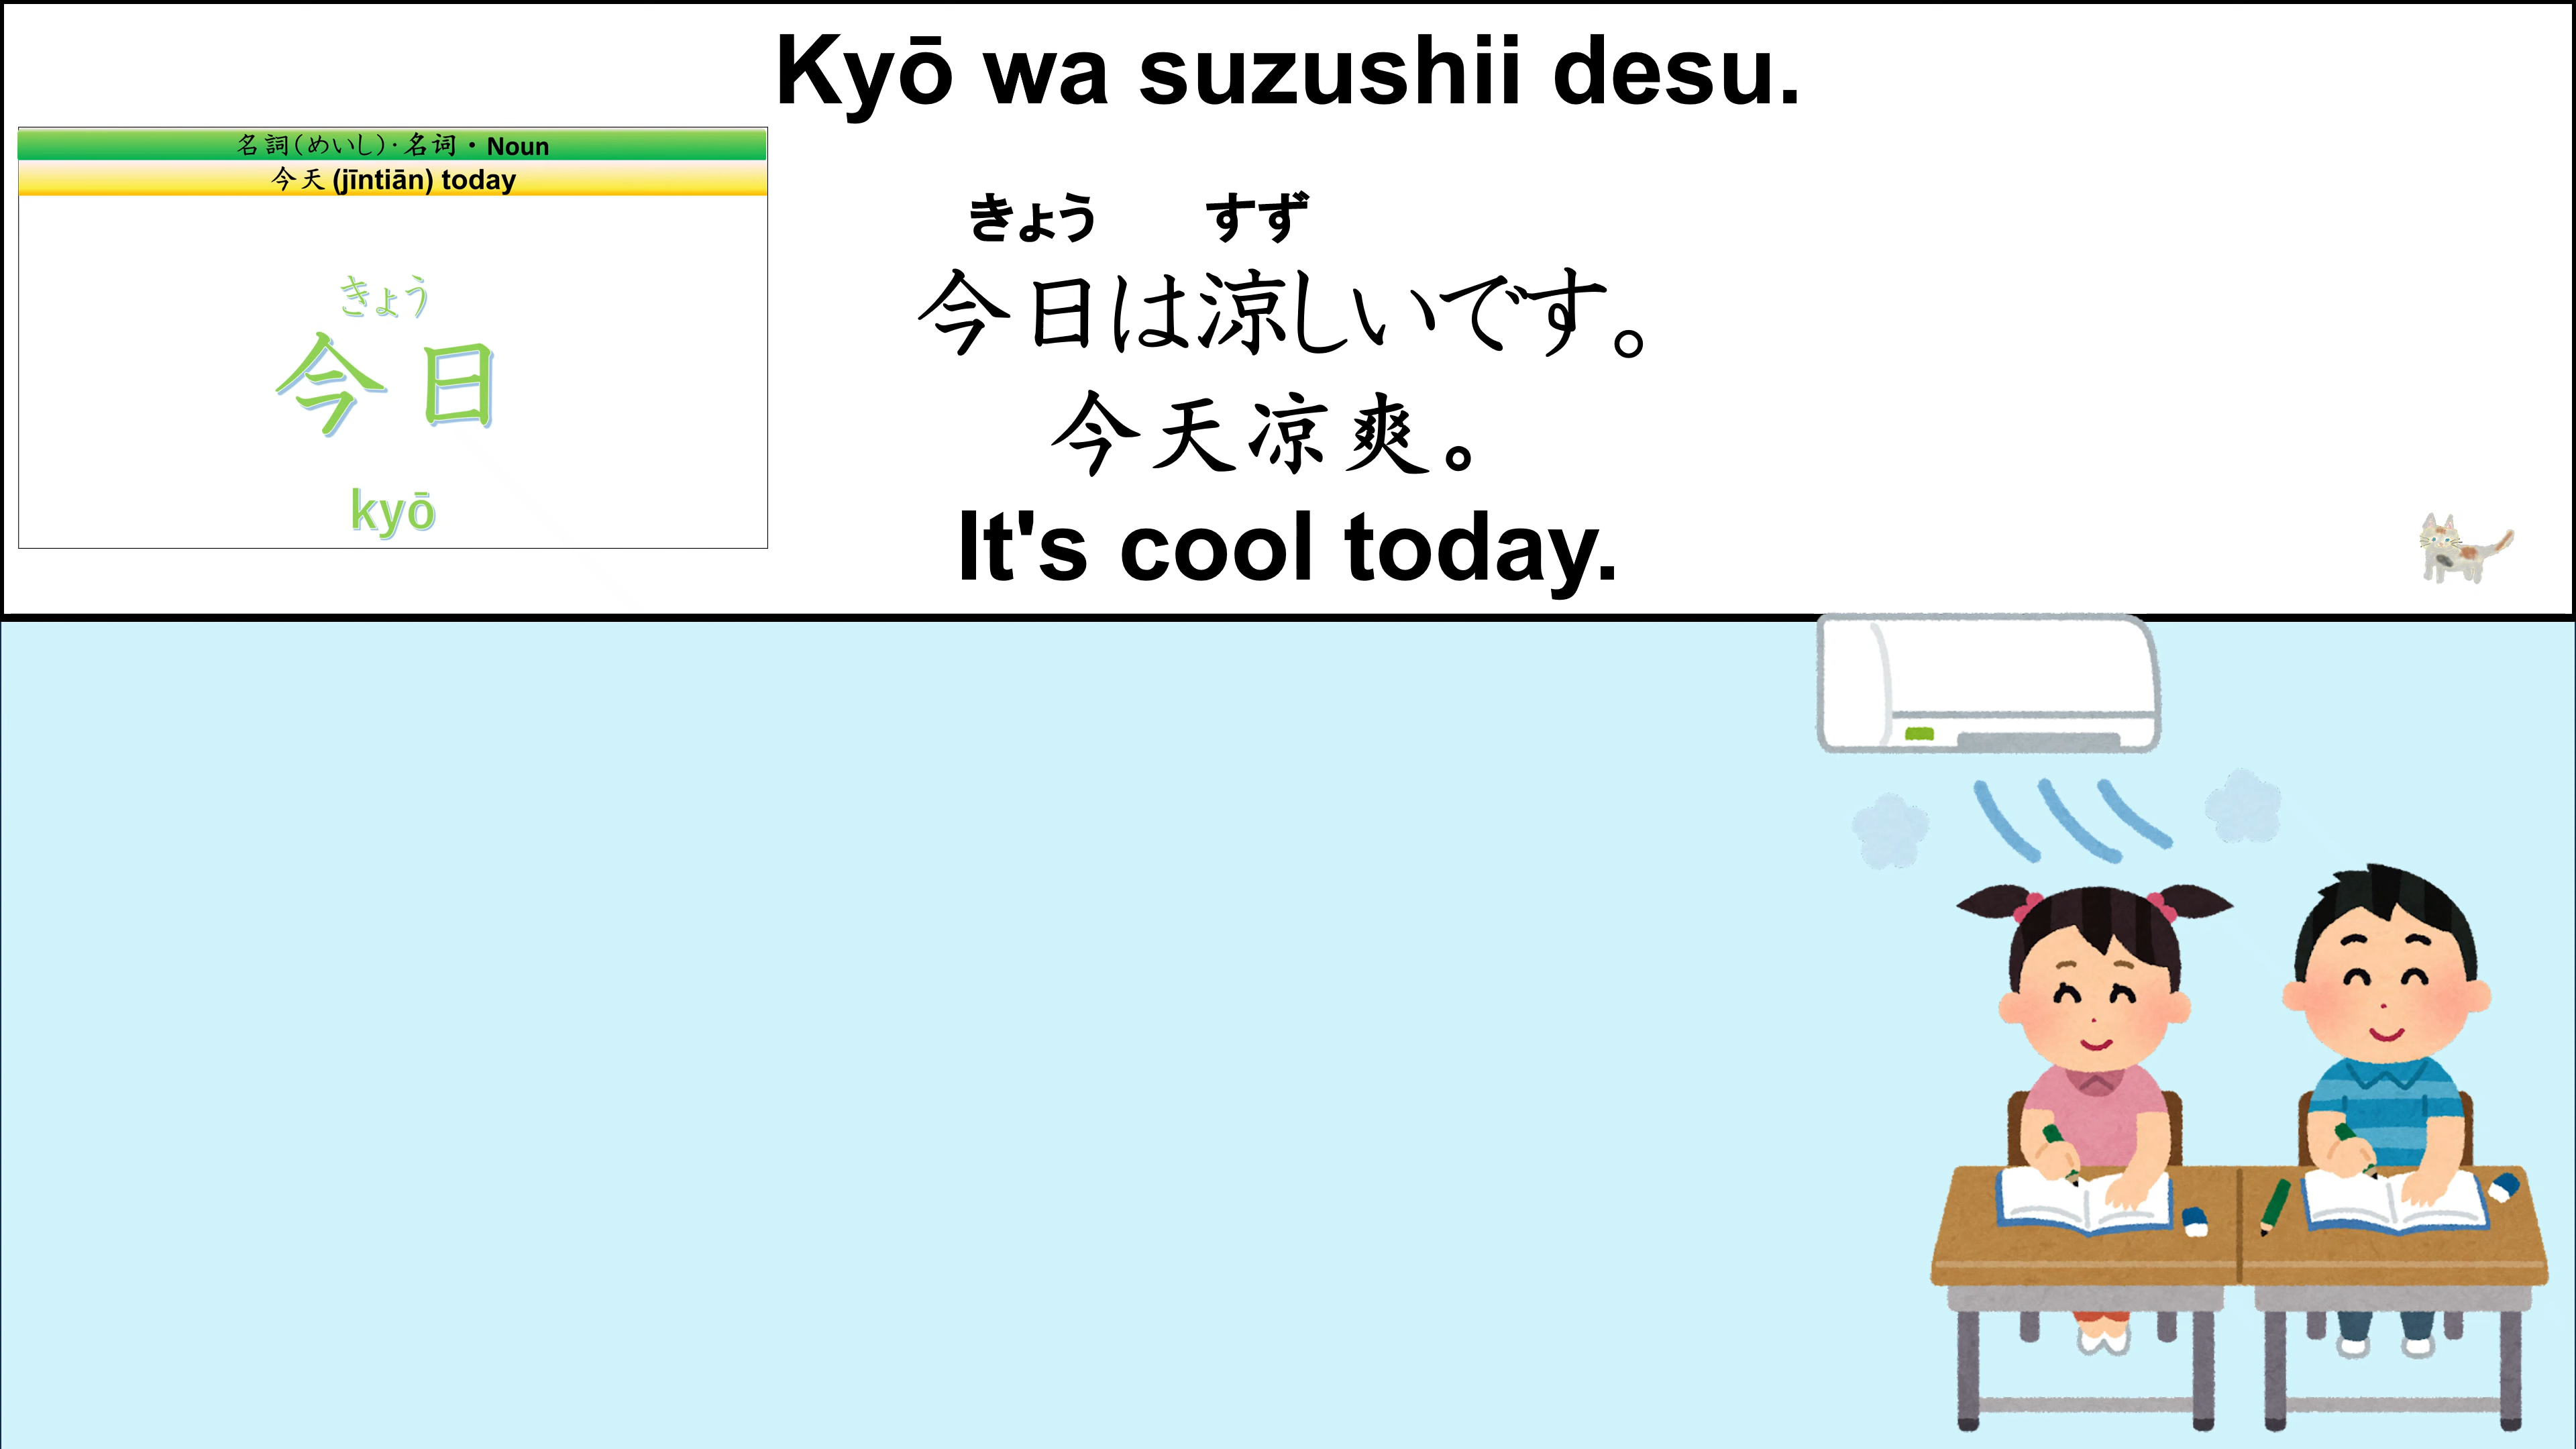 Kyō wa suzushii desu.
名詞(めいし)·名词・Noun
今天 (jīntiān) today
きょう
今日
kyō
きょう すず
今日は涼しいです。
今天凉爽。
It's cool today.